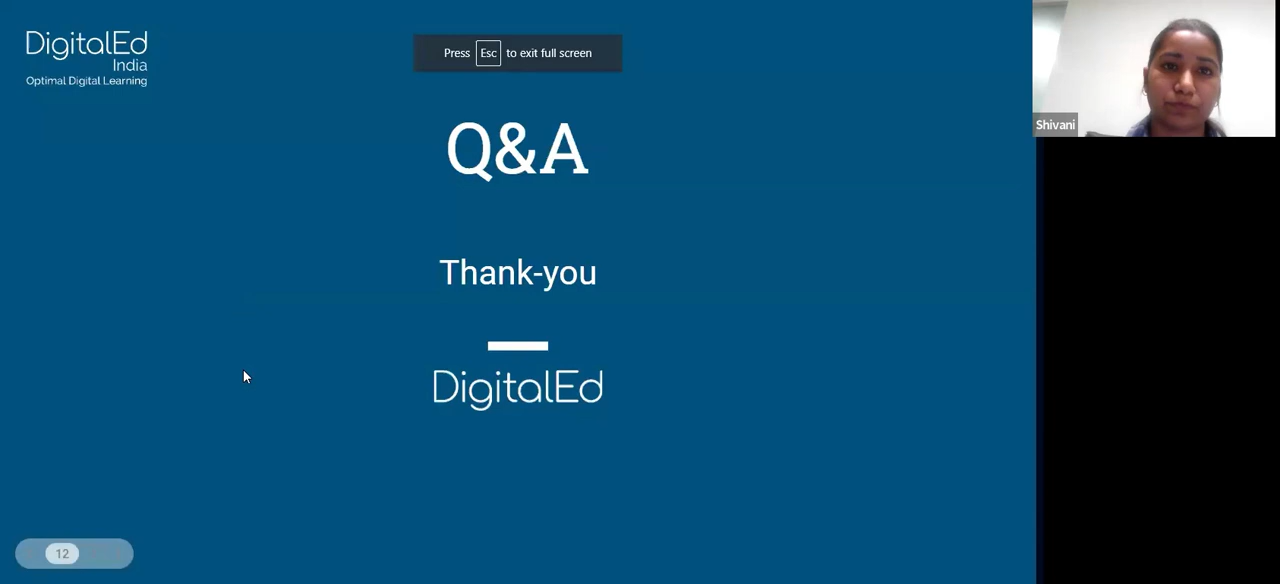 DigitalEd
India
Optimal Digital Learning
Press Esc to exit full screen
Q&A
Thank-you
DigitalEd
12
Shivani